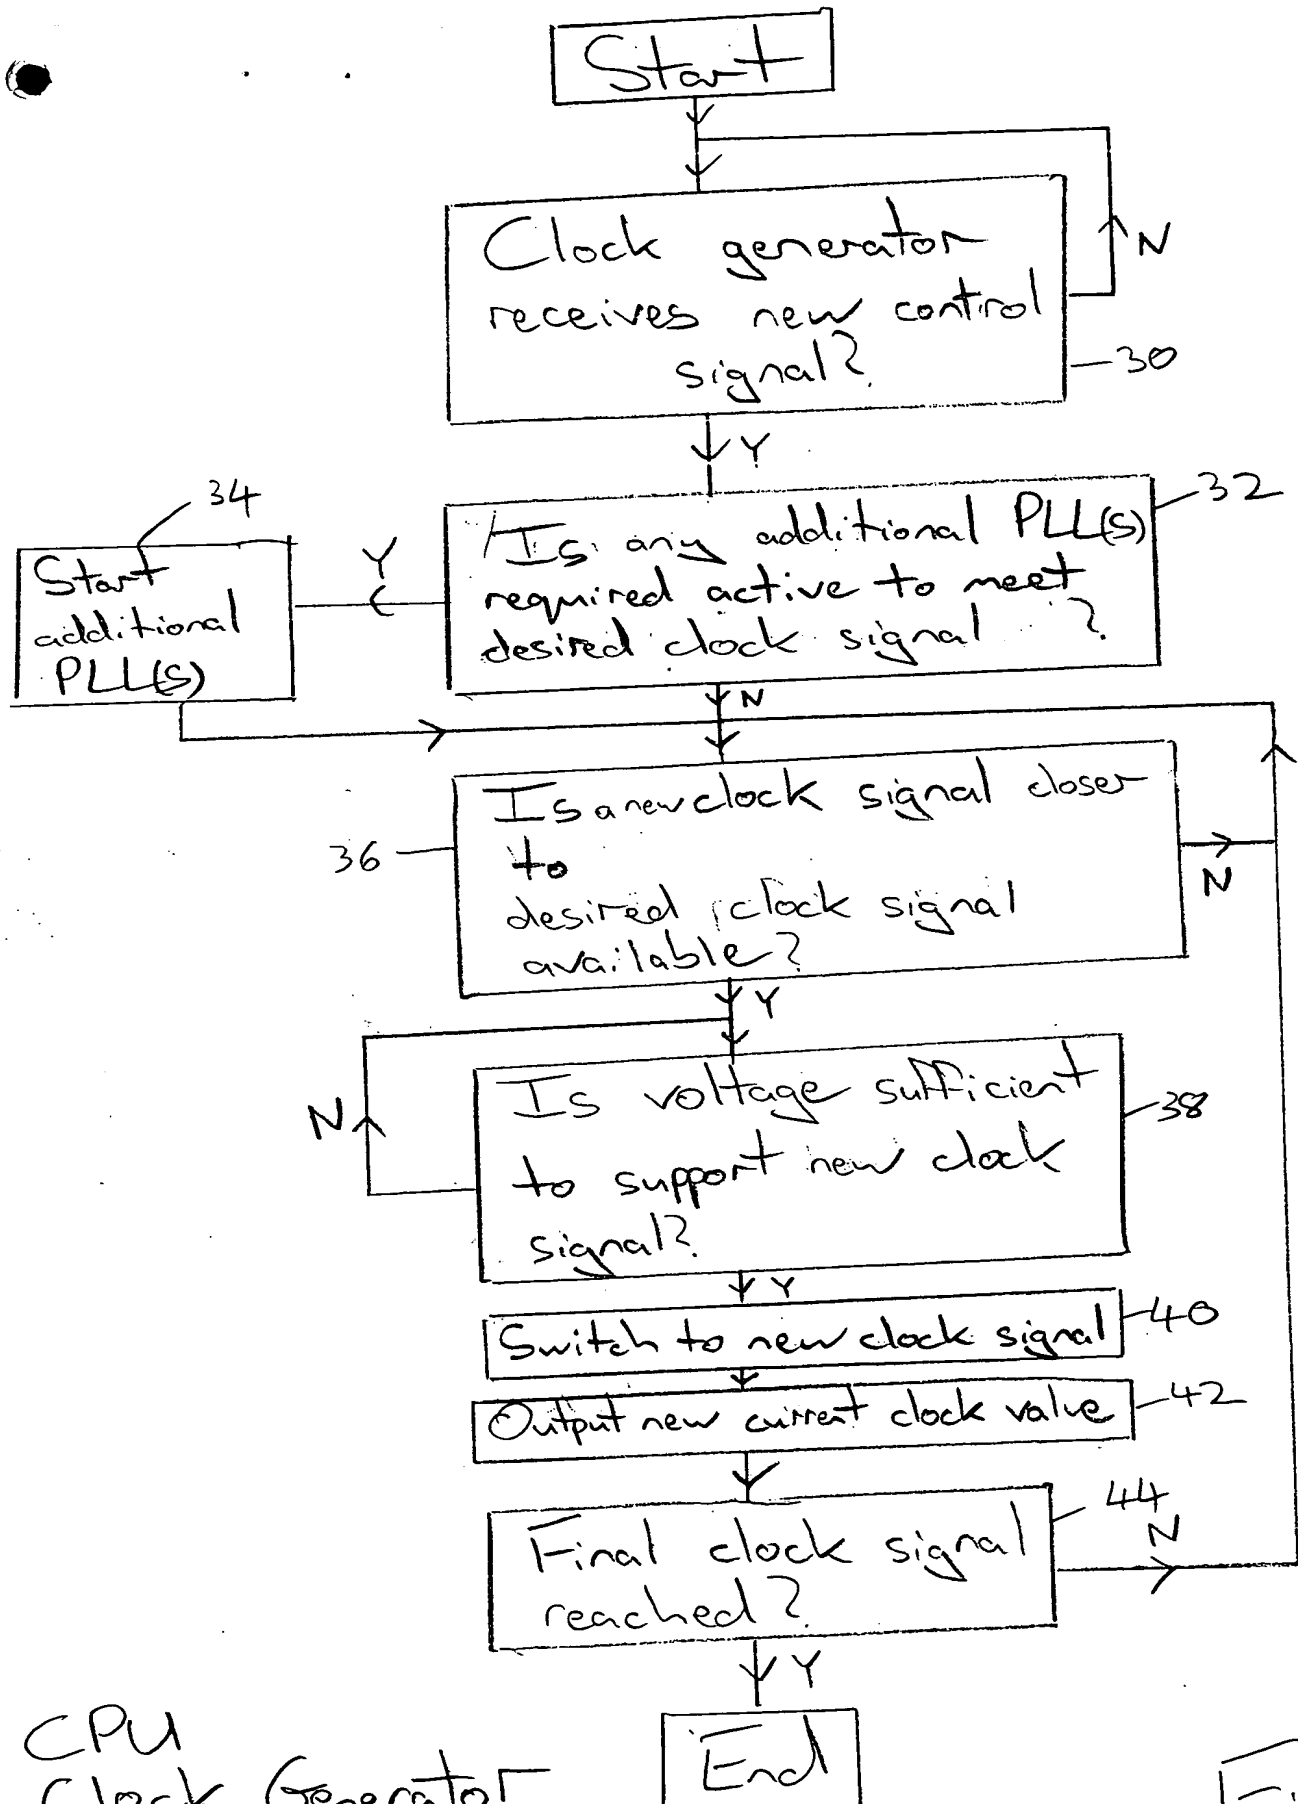 Start
Clock generator
receives new control
signal?
N
30
Y
34
32
Start
additional
PLL(s)
Y
Is any additional PLL(s)
required active to meet
desired clock signal ?
N
Is a new clock signal closer
to
desired clock signal
available?
36
N
Y
Is voltage sufficient
to support new clock
signal?
N
38
Y
Switch to new clock signal
40
Output new current clock value
42
Final clock signal
reached?
44
N
Y
End
CPU
Clock Generator